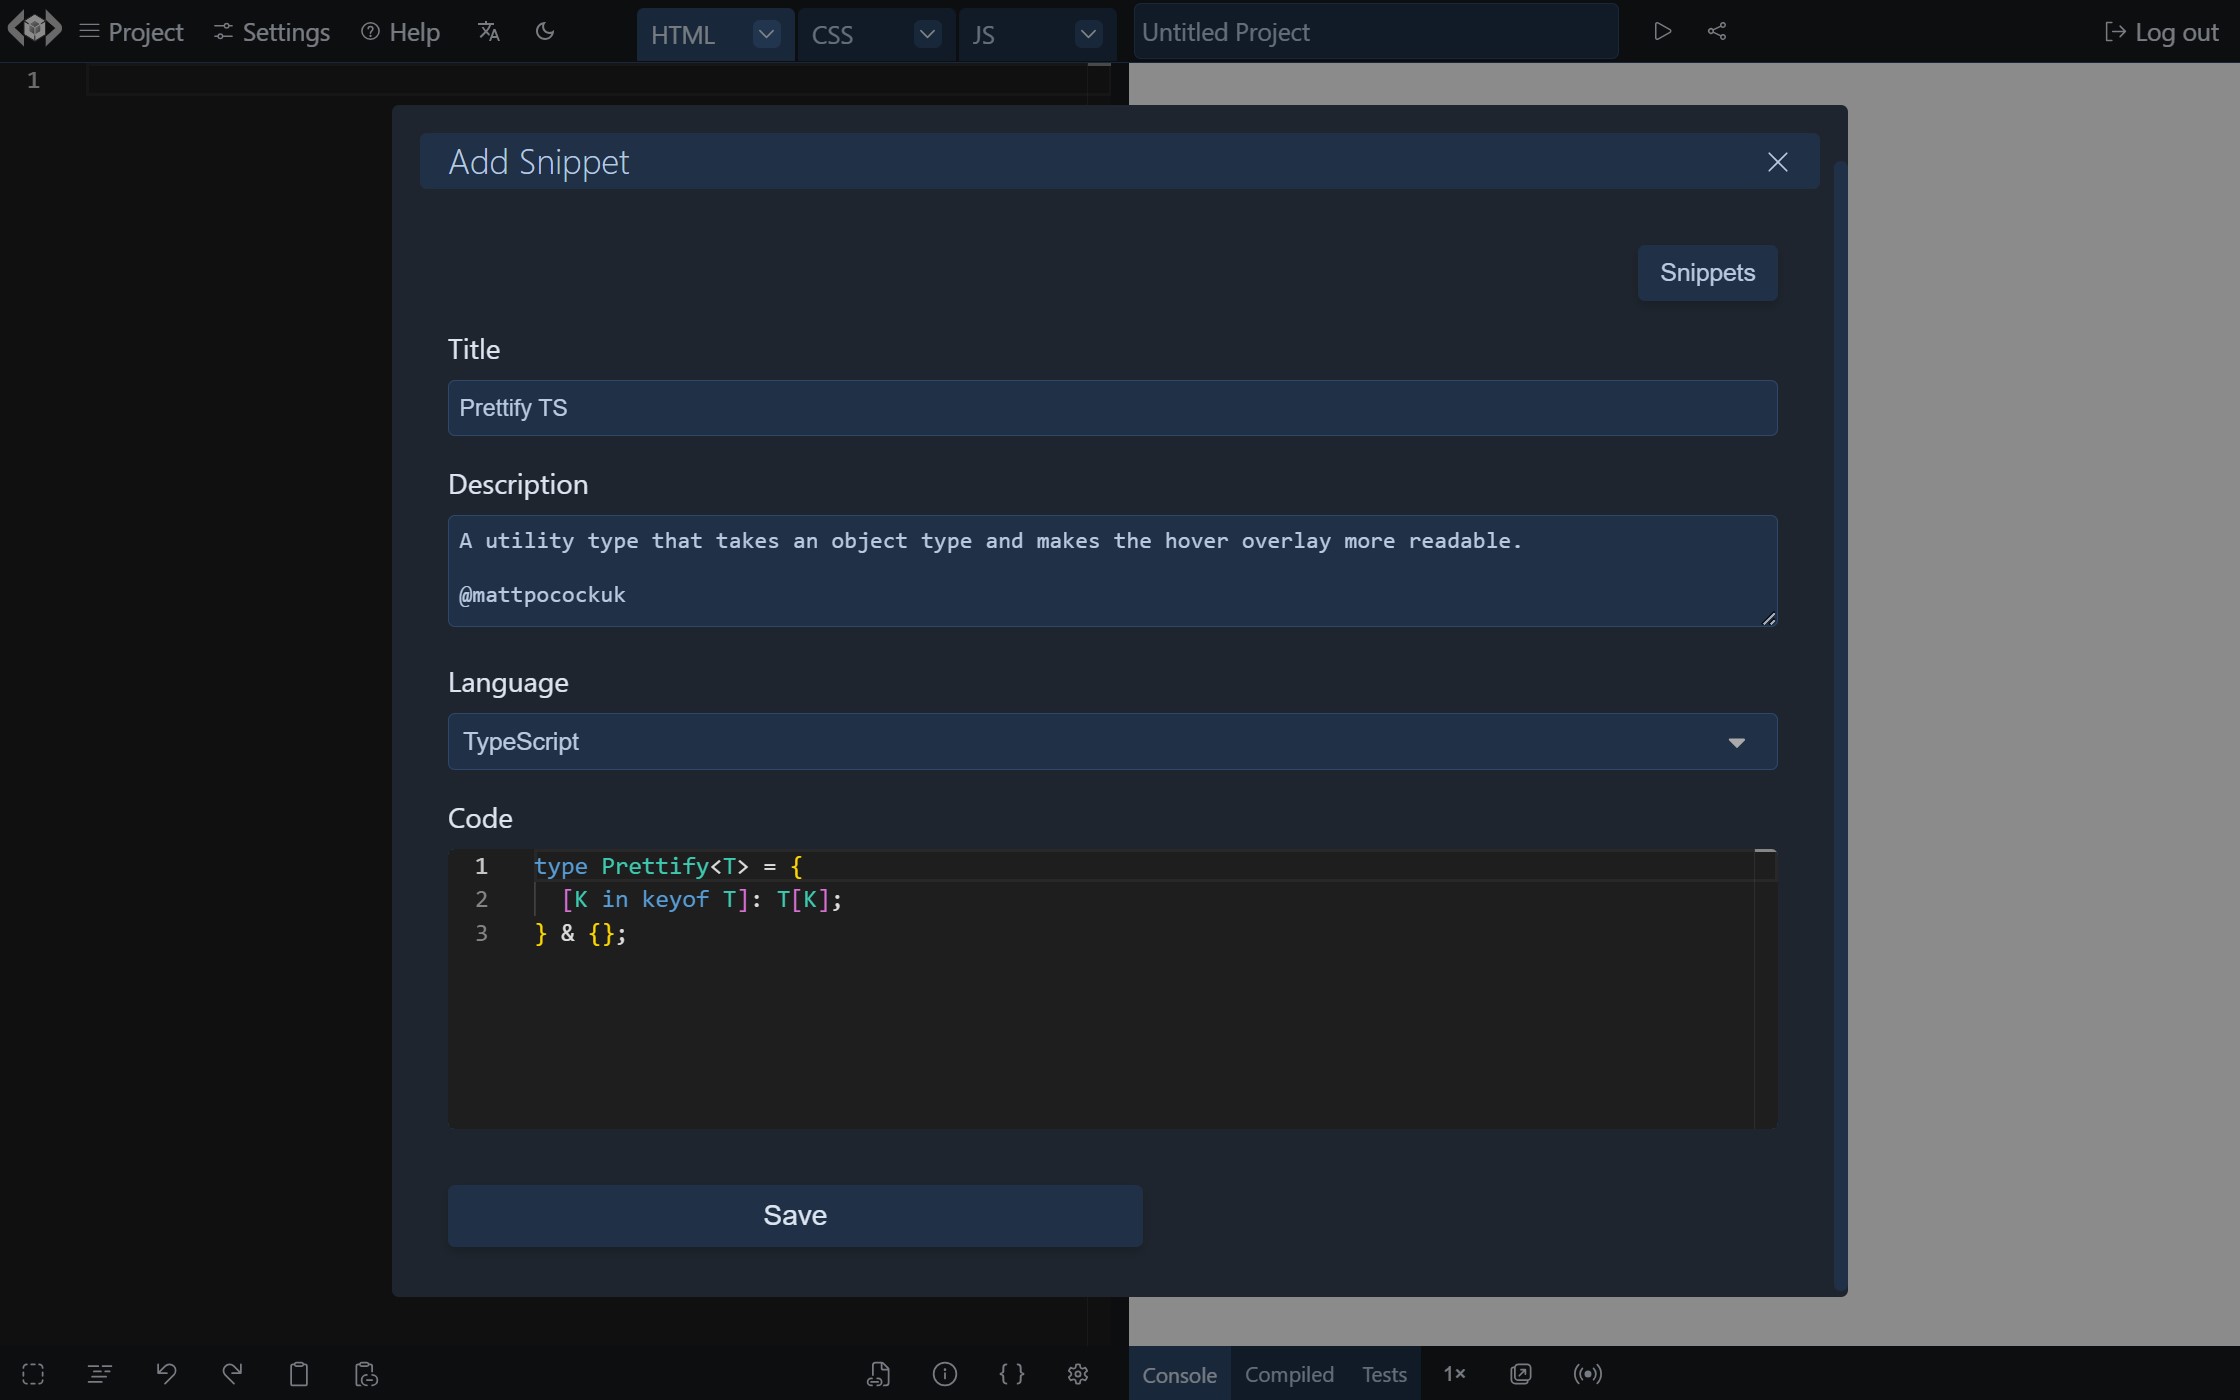 Project
Settings
Help
HTML
CSS
JS
Untitled Project
Log out
1
Add Snippet
Snippets
Title
Prettify TS
Description
A utility type that takes an object type and makes the hover overlay more readable.
@mattpocockuk
Language
TypeScript
Code
1 type Prettify<T> = {
2 [K in keyof T]: T[K];
3 } & {};
Save
Console
Compiled
Tests
1×